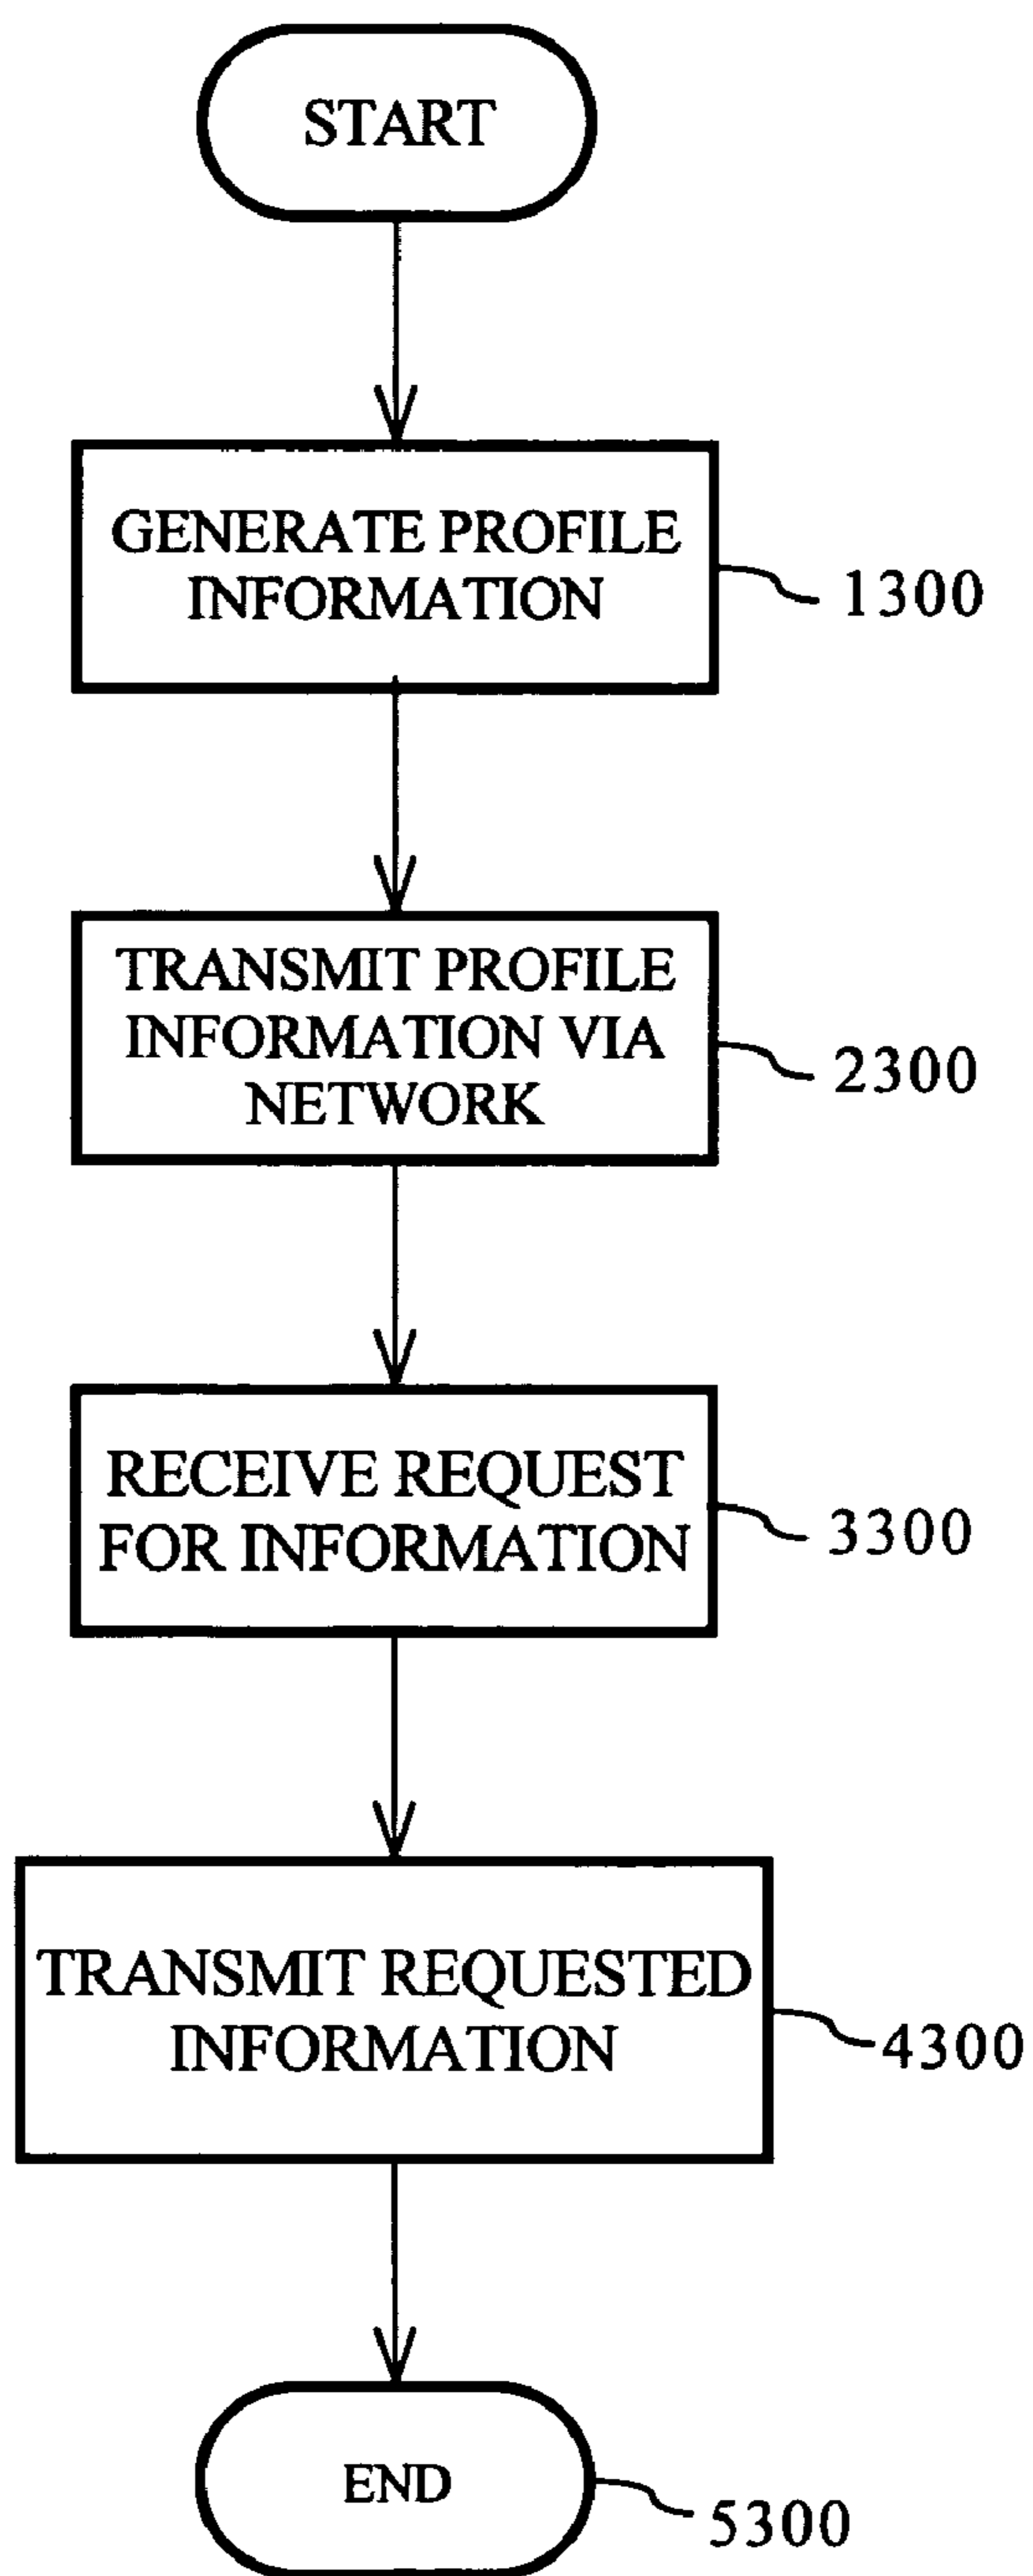 START
GENERATE PROFILE
INFORMATION
1300
TRANSMIT PROFILE
INFORMATION VIA
NETWORK
2300
RECEIVE REQUEST
FOR INFORMATION
3300
TRANSMIT REQUESTED
INFORMATION
4300
END
5300